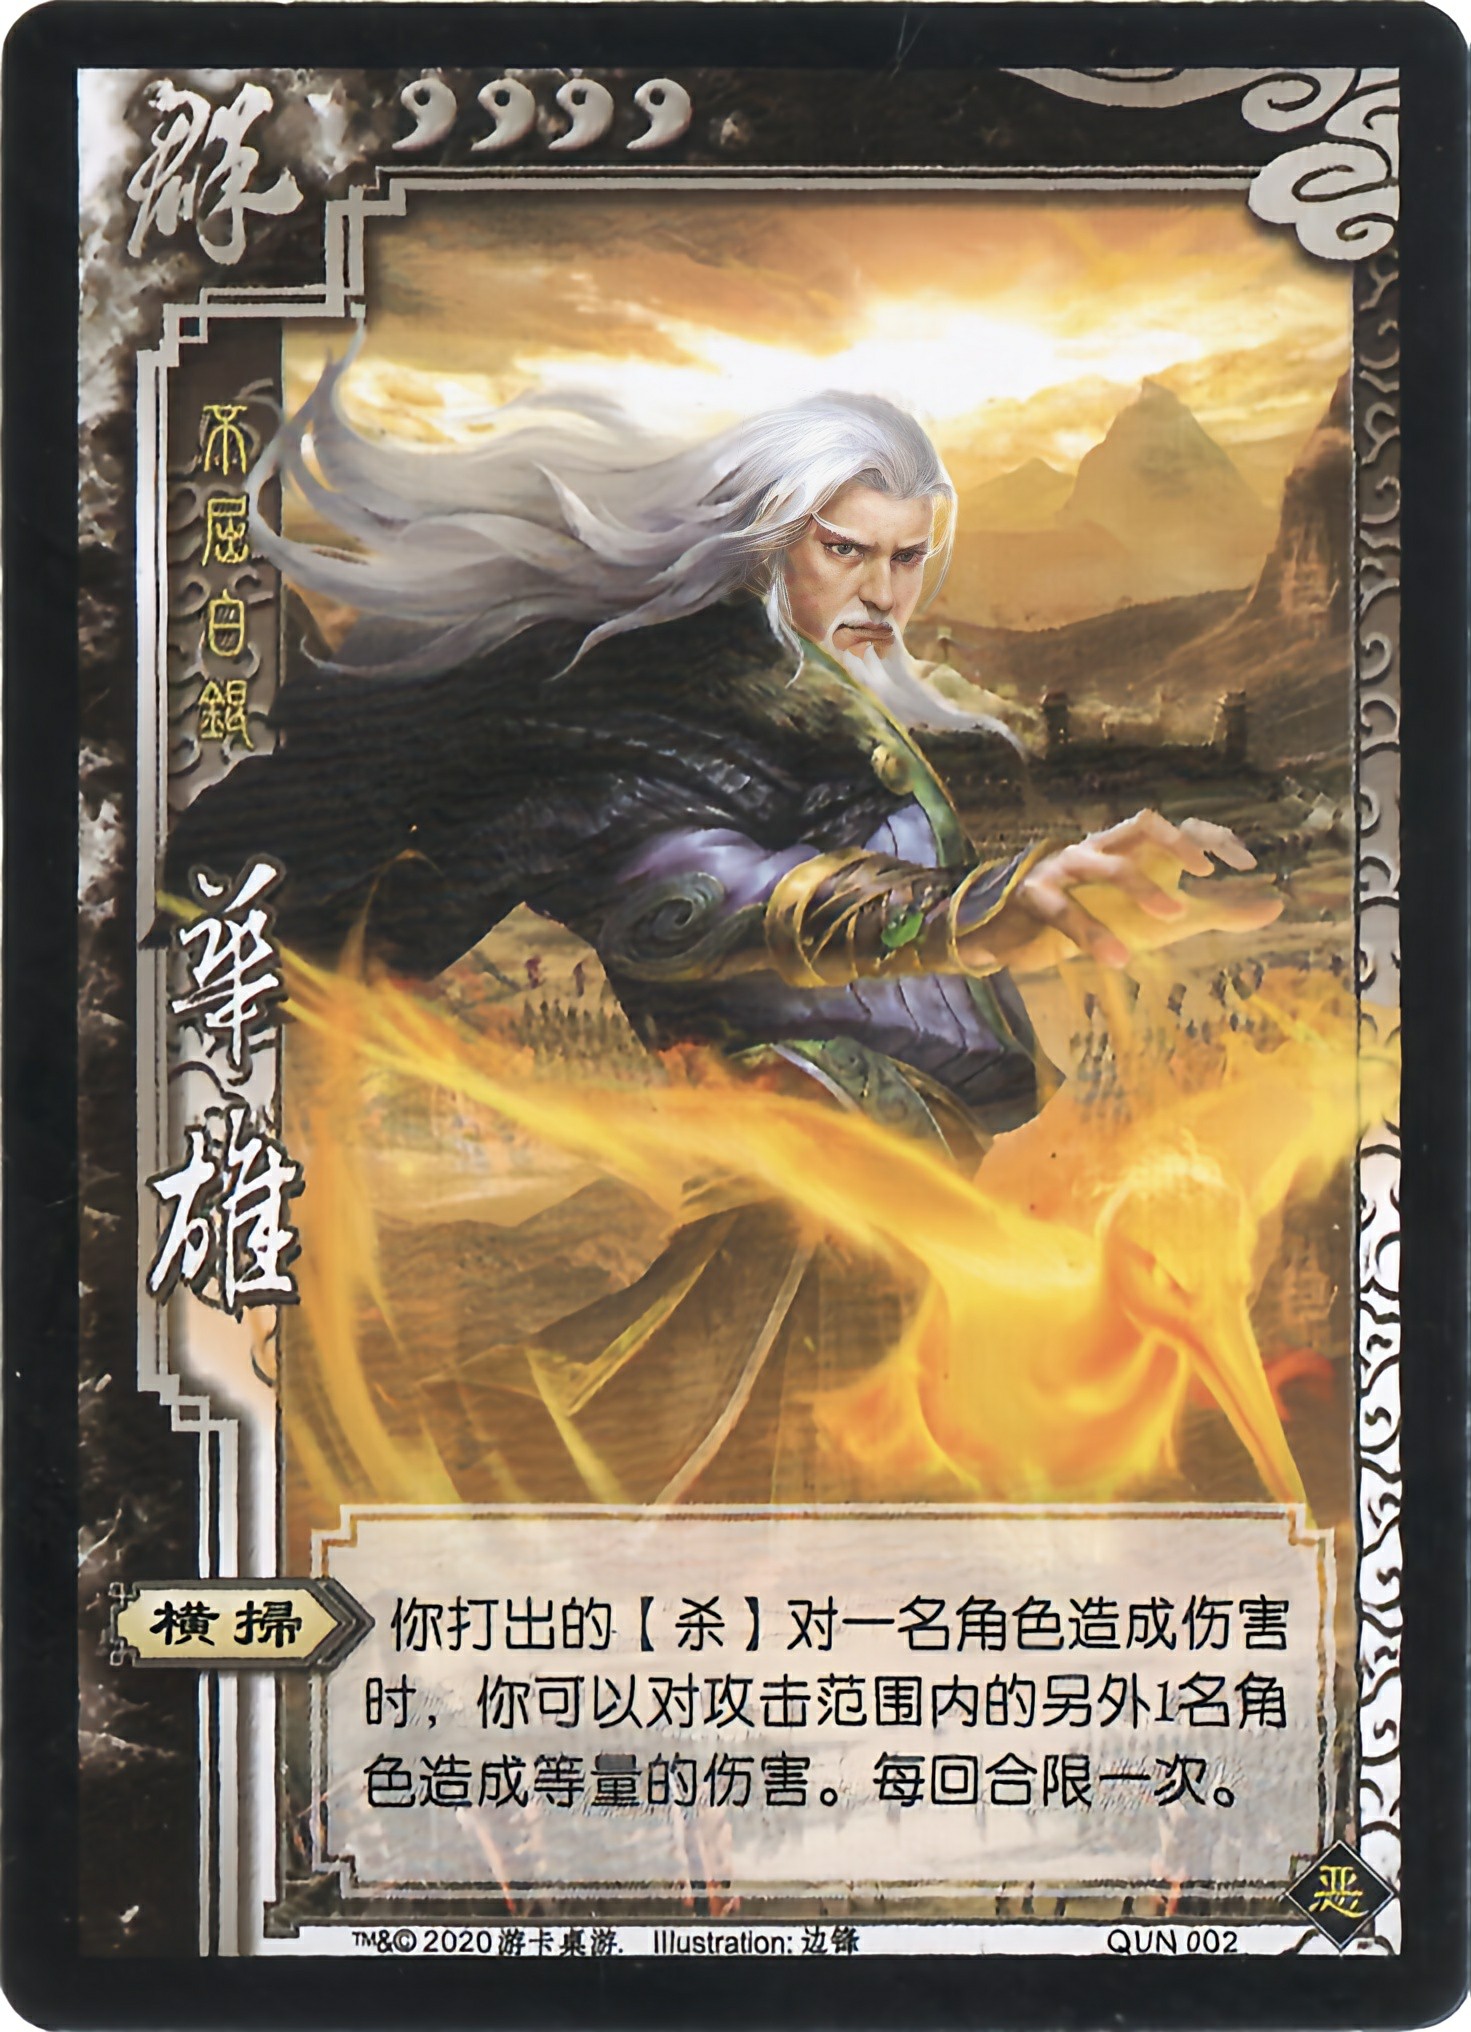 群
不屈白銀
華雄
橫掃
你打出的【杀】对一名角色造成伤害
时，你可以对攻击范围内的另外1名角
色造成等量的伤害。每回合限一次。
恶
™&© 2020 游卡桌游. Illustration: 边锋
QUN 002